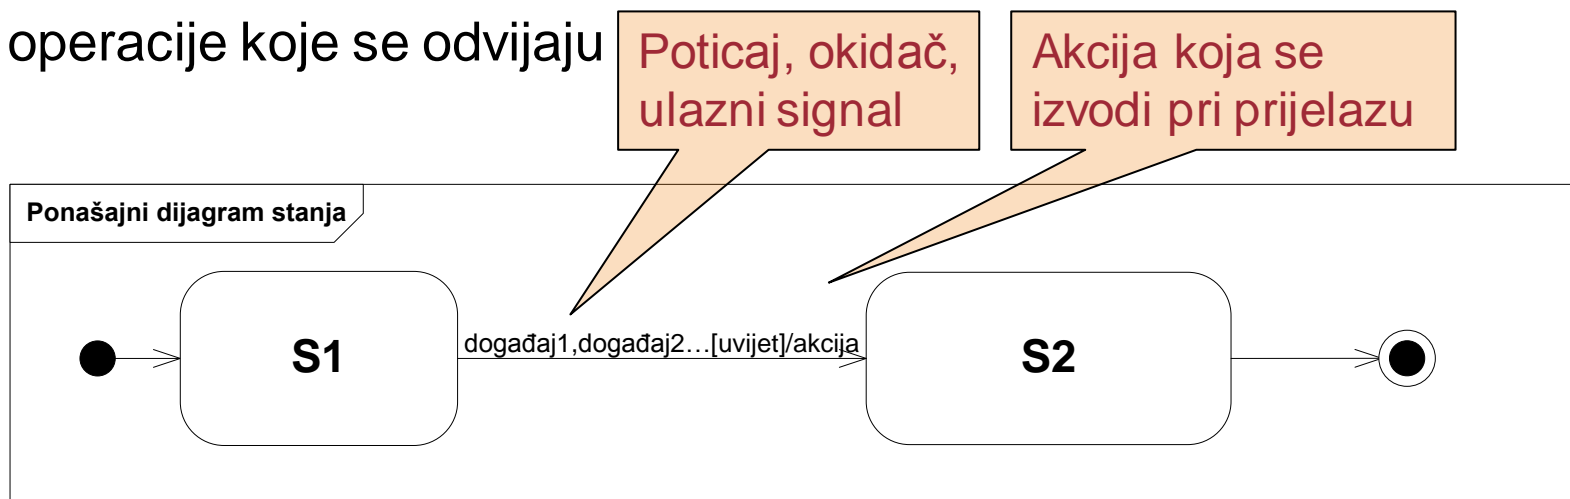 operacije koje se odvijaju
Poticaj, okidač,
ulazni signal
Akcija koja se
izvodi pri prijelazu
Ponašajni dijagram stanja
S1
događaj1,događaj2…[uvijet]/akcija
S2